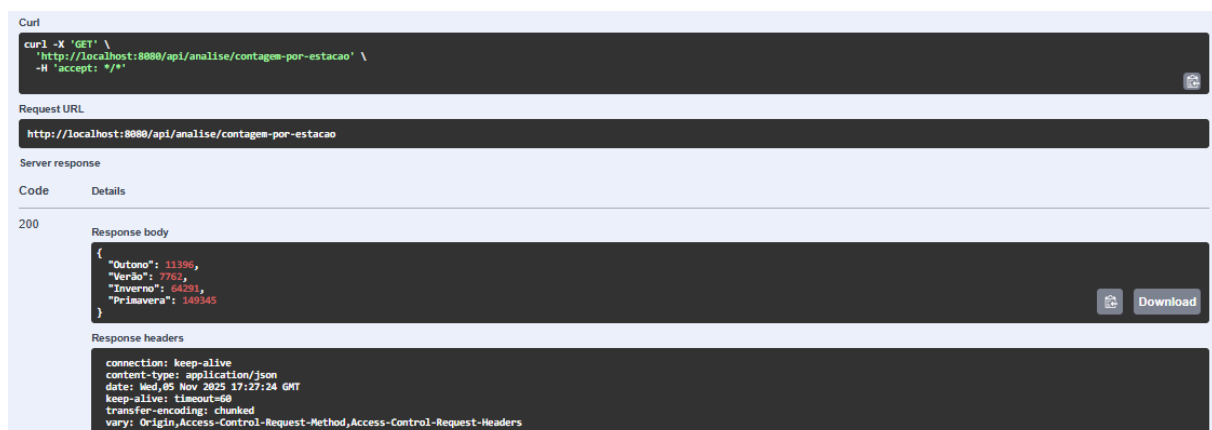 Curl
curl -X 'GET' \
'http://localhost:8080/api/analise/contagem-por-estacao' \
-H 'accept: */*'
Request URL
http://localhost:8080/api/analise/contagem-por-estacao
Server response
Code Details
200
Response body
{
"Outono": 11396,
"Verão": 7762,
"Inverno": 64291,
"Primavera": 149345
}
Download
Response headers
connection: keep-alive
content-type: application/json
date: Wed,05 Nov 2025 17:27:24 GMT
keep-alive: timeout=60
transfer-encoding: chunked
vary: Origin,Access-Control-Request-Method,Access-Control-Request-Headers